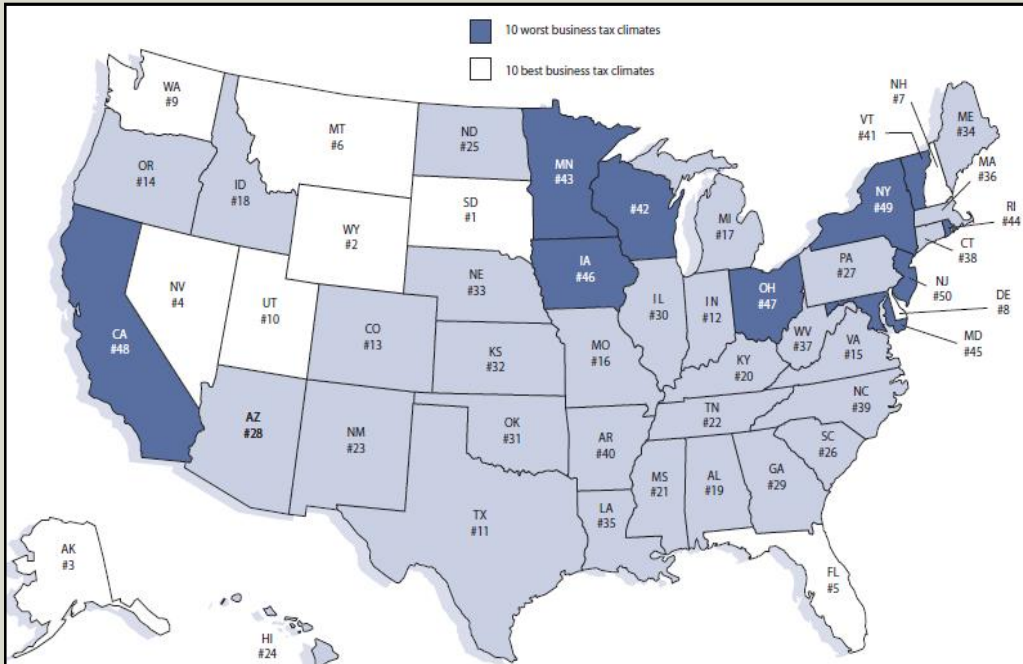 10 worst business tax climates
10 best business tax climates
WA
#9
MT
#6
ND
#25
MN
#43
NH
#7
VT
#41
ME
#34
MA
#36
RI
#44
OR
#14
ID
#18
WY
#2
SD
#1
#42
MI
#17
NY
#49
CT
#38
NJ
#50
DE
#8
MD
#45
CA
#48
NV
#4
UT
#10
CO
#13
NE
#33
KS
#32
IA
#46
MO
#16
IL
#30
IN
#12
OH
#47
PA
#27
WV
#37
VA
#15
KY
#20
NC
#39
TN
#22
SC
#26
AZ
#28
NM
#23
OK
#31
AR
#40
MS
#21
AL
#19
GA
#29
TX
#11
LA
#35
FL
#5
AK
#3
HI
#24